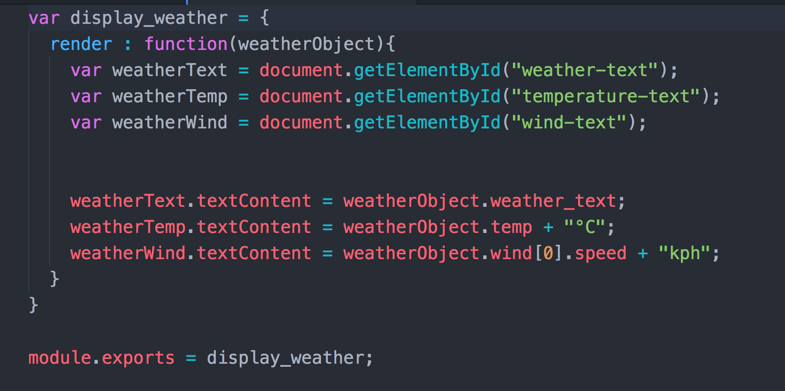 var display_weather = {
  render : function(weatherObject){
    var weatherText = document.getElementById("weather-text");
    var weatherTemp = document.getElementById("temperature-text");
    var weatherWind = document.getElementById("wind-text");
    weatherText.textContent = weatherObject.weather_text;
    weatherTemp.textContent = weatherObject.temp + "°C";
    weatherWind.textContent = weatherObject.wind[0].speed + "kph";
  }
}
module.exports = display_weather;